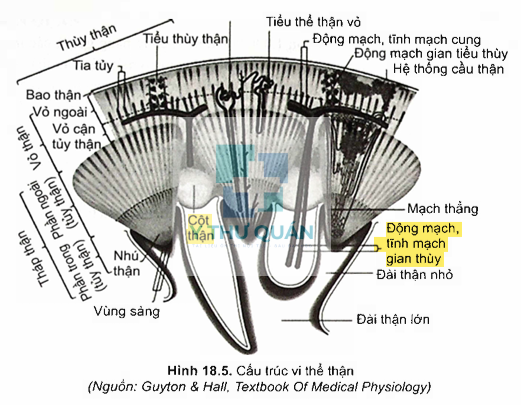 Tiểu thể thận vỏ
Thùy thận
Tiểu thùy thận
Động mạch, tĩnh mạch cung
Động mạch gian tiểu thùy
Hệ thống cầu thận
Tia tủy
Bao thận
Vỏ ngoài
Vỏ cận
tủy thận
Vỏ thận
Phần ngoài
(tủy thận)
Tháp thận
Phần trong
(tủy thận)
Nhú
thận
Vùng sàng
Cột
thận
Y THƯ QUÁN
Mạch thẳng
Động mạch,
tĩnh mạch
gian thùy
Đài thận nhỏ
Đài thận lớn
Hình 18.5. Cấu trúc vi thể thận
(Nguồn: Guyton & Hall, Textbook Of Medical Physiology)